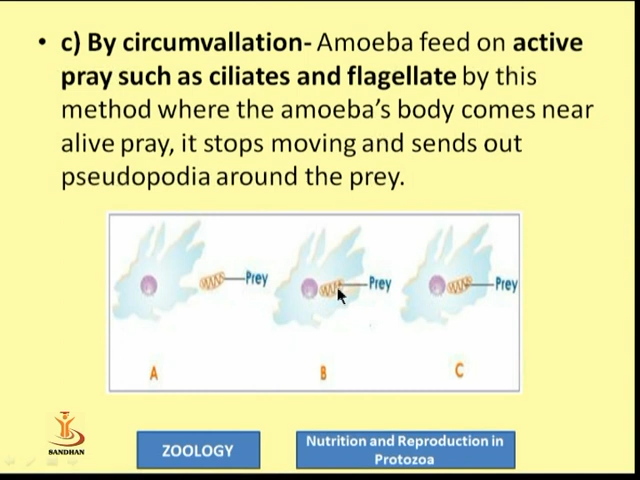 • c) By circumvallation- Amoeba feed on active
pray such as ciliates and flagellate by this
method where the amoeba's body comes near
alive pray, it stops moving and sends out
pseudopodia around the prey.
Prey
Prey
Prey
A
B
C
SANDHAN
ZOOLOGY
Nutrition and Reproduction in
Protozoa